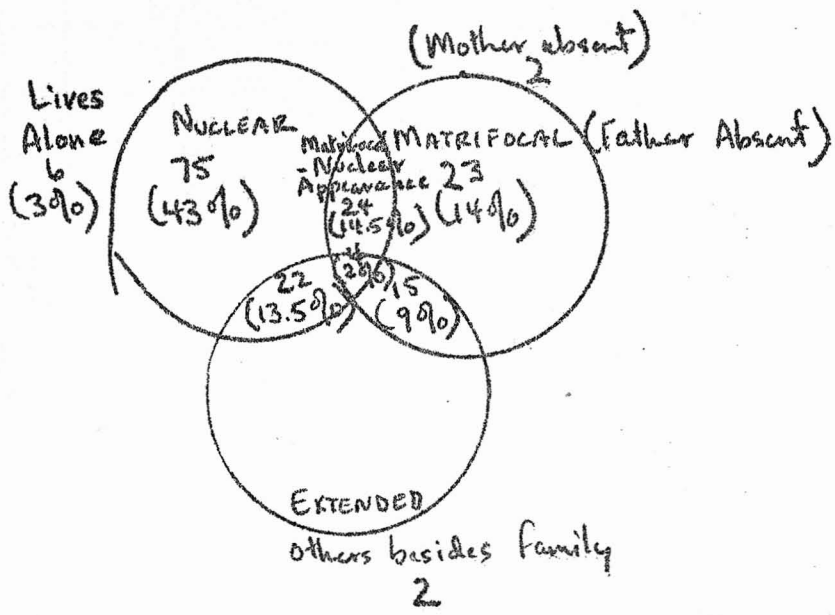 (Mother absent)
2
Lives
Alone
6
(3%)
NUCLEAR
75
(43%)
Matrifocal
- Nuclear
Appearance
24
(14.5%)
MATRIFOCAL (Father Absent)
23
(14%)
(2%)
22
(13.5%)
15
(9%)
EXTENDED
others besides family
2